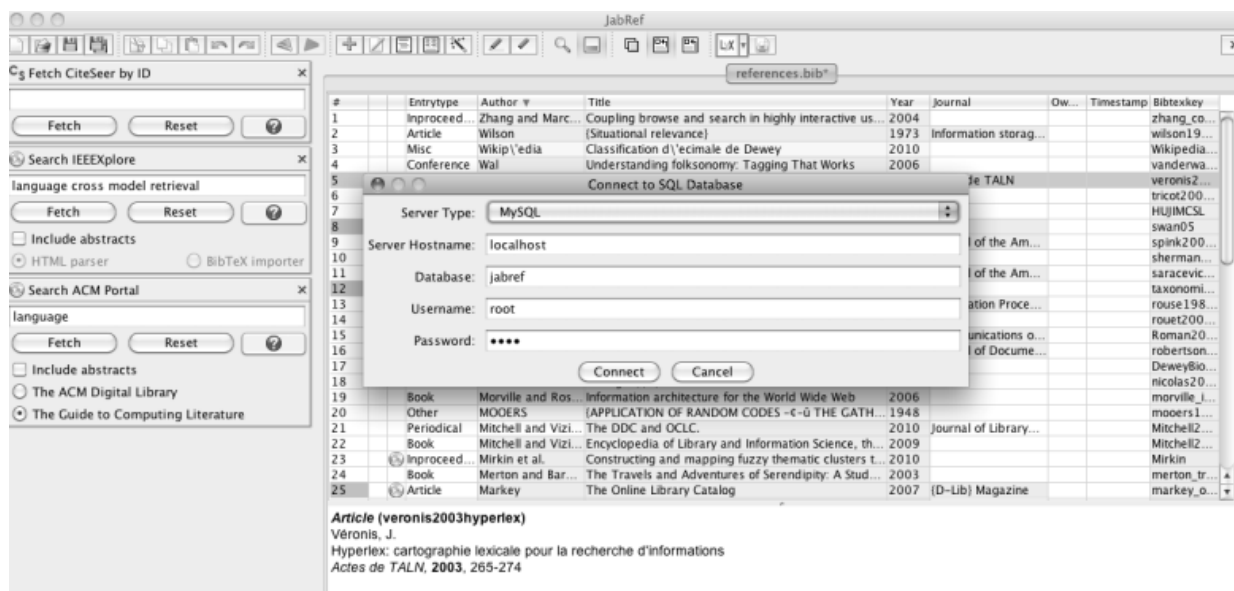 JabRef
references.bib*
Fetch CiteSeer by ID
Fetch Reset
Search IEEEXplore
language cross model retrieval
Fetch Reset
Include abstracts
HTML parser BibTeX importer
Search ACM Portal
language
Fetch Reset
Include abstracts
The ACM Digital Library
The Guide to Computing Literature
# Entrytype Author Title Year Journal Ow... Timestamp Bibtexkey
1 Inproceed... Zhang and Marc... Coupling browse and search in highly interactive us... 2004 zhang_co...
2 Article Wilson {Situational relevance} 1973 Information storag... wilson19...
3 Misc Wikip\'edia Classification d\'ecimale de Dewey 2010 Wikipedia...
4 Conference Wal Understanding folksonomy: Tagging That Works 2006 vanderwa...
5 de TALN veronis2...
6 tricot200...
7 HUJIMCSL
8 swan05
9 l of the Am... spink200...
10 sherman...
11 l of the Am... saracevic...
12 taxonomi...
13 ation Proce... rouse198...
14 rouet200...
15 unications o... Roman20...
16 l of Docume... robertson...
17 DeweyBio...
18 nicolas20...
19 Book Morville and Ros... Information architecture for the World Wide Web 2006 morville_i...
20 Other MOOERS {APPLICATION OF RANDOM CODES -¢-û THE GATH... 1948 mooers1...
21 Periodical Mitchell and Vizi... The DDC and OCLC. 2010 Journal of Library... Mitchell2...
22 Book Mitchell and Vizi... Encyclopedia of Library and Information Science, th... 2009 Mitchell2...
23 Inproceed... Mirkin et al. Constructing and mapping fuzzy thematic clusters t... 2010 Mirkin
24 Book Merton and Bar... The Travels and Adventures of Serendipity: A Stud... 2003 merton_tr...
25 Article Markey The Online Library Catalog 2007 {D-Lib} Magazine markey_o...
Connect to SQL Database
Server Type: MySQL
Server Hostname: localhost
Database: jabref
Username: root
Password: ••••
Connect Cancel
Article (veronis2003hyperlex)
Véronis, J.
Hyperlex: cartographie lexicale pour la recherche d'informations
Actes de TALN, 2003, 265-274